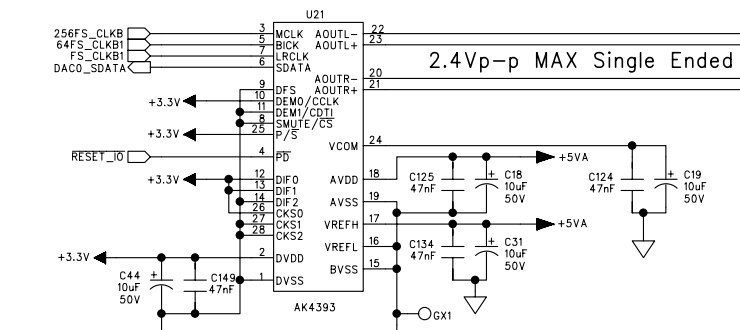 U21
256FS_CLKB 3 MCLK AOUTL- 22
64FS_CLKB1 5 BICK AOUTL+ 23
FS_CLKB1 7 LRCLK
DAC0_SDATA 6 SDATA
2.4Vp-p MAX Single Ended
AOUTR- 20
9 DFS AOUTR+ 21
+3.3V 10 DEM0/CCLK
11 DEM1/CDTI
8 SMUTE/CS
+3.3V 25 P/S
VCOM 24
RESET_IO 4 PD
+5VA
+3.3V 12 DIF0 AVDD 18
13 DIF1
14 DIF2 AVSS 19
26 CKS0
27 CKS1 VREFH 17 +5VA
28 CKS2
C125 47nF
C18 10uF 50V
C124 47nF
C19 10uF 50V
VREFL 16
C134 47nF
C31 10uF 50V
+3.3V 2 DVDD
BVSS 15
C44 10uF 50V
C149 47nF
1 DVSS
AK4393
GX1